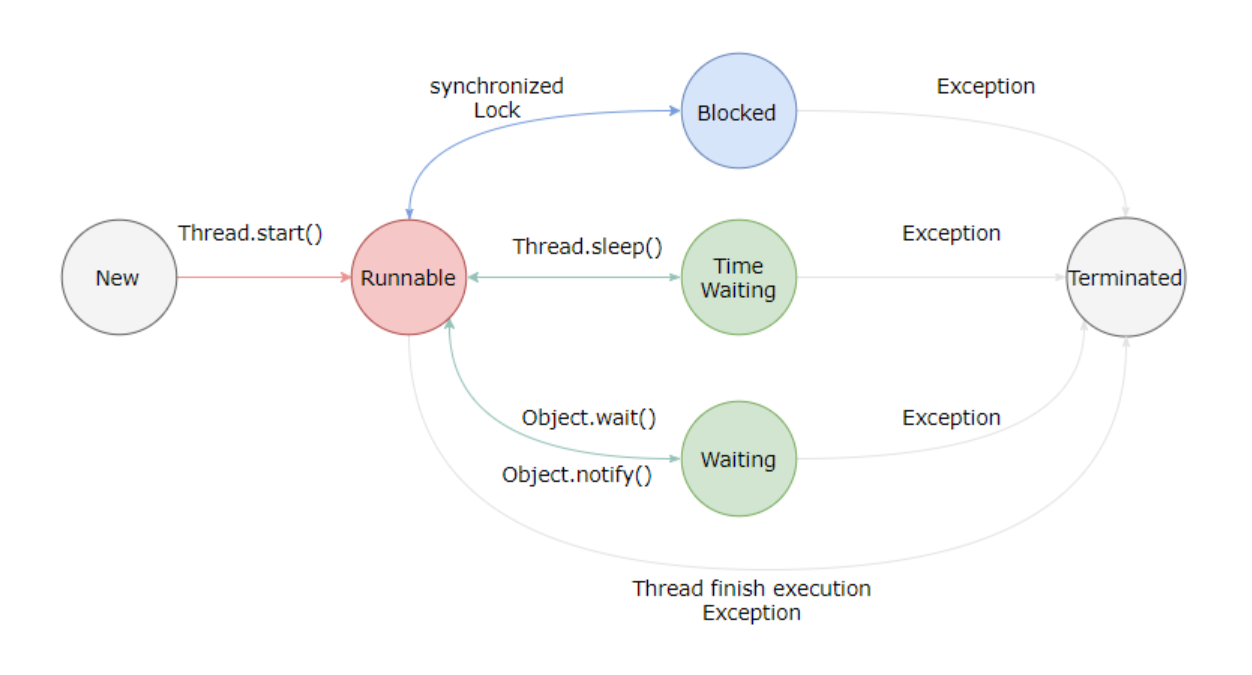 synchronized
Lock
Blocked
Exception
New
Thread.start()
Runnable
Thread.sleep()
Time
Waiting
Exception
Terminated
Object.wait()
Object.notify()
Waiting
Exception
Thread finish execution
Exception